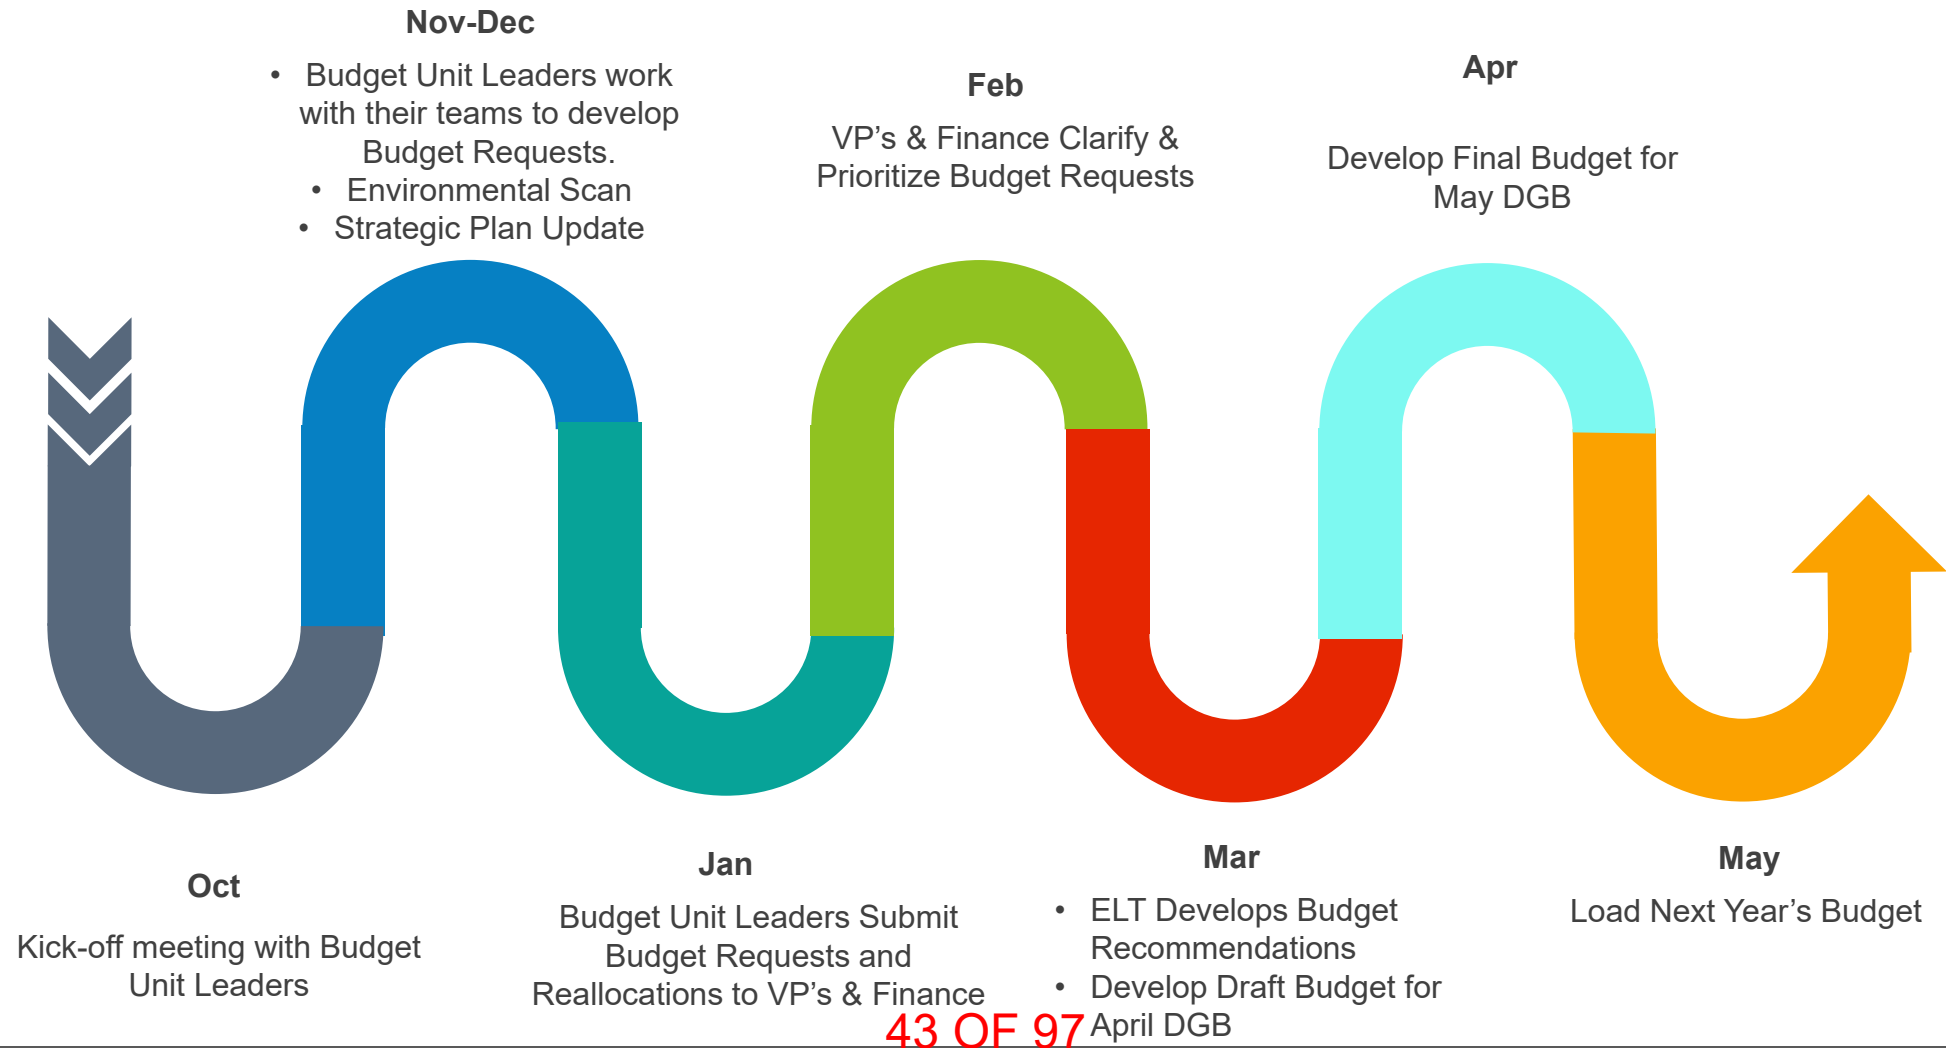 Nov-Dec
• Budget Unit Leaders work
with their teams to develop
Budget Requests.
• Environmental Scan
• Strategic Plan Update
Feb
VP's & Finance Clarify &
Prioritize Budget Requests
Apr
Develop Final Budget for
May DGB
Oct
Kick-off meeting with Budget
Unit Leaders
Jan
Budget Unit Leaders Submit
Budget Requests and
Reallocations to VP's & Finance
Mar
• ELT Develops Budget
Recommendations
• Develop Draft Budget for
April DGB
May
Load Next Year's Budget
43 OF 97